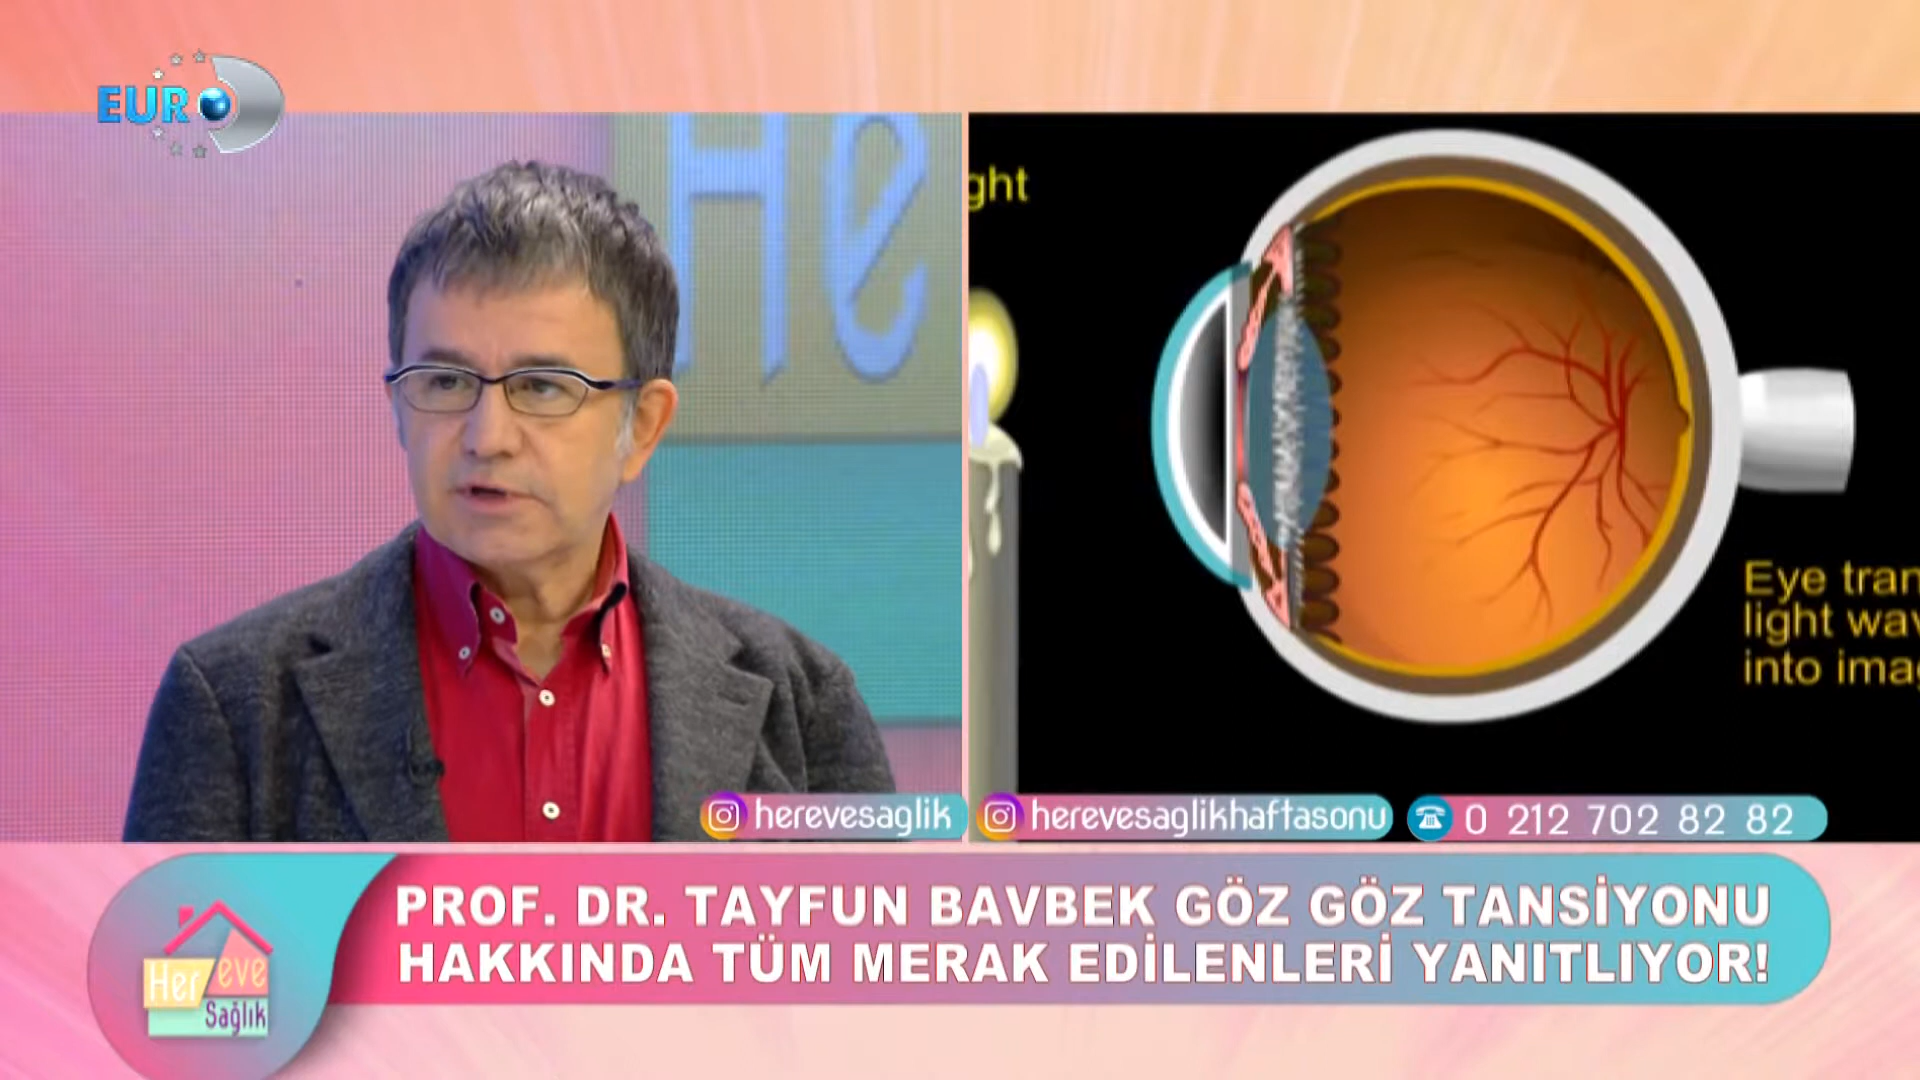 EURO D
He
ght
Eye tran
light wav
into imag
herevesaglik
herevesaglikhaftasonu
0 212 702 82 82
PROF. DR. TAYFUN BAVBEK GÖZ GÖZ TANSİYONU
HAKKINDA TÜM MERAK EDİLENLERİ YANITLIYOR!
Her eve
Sağlık